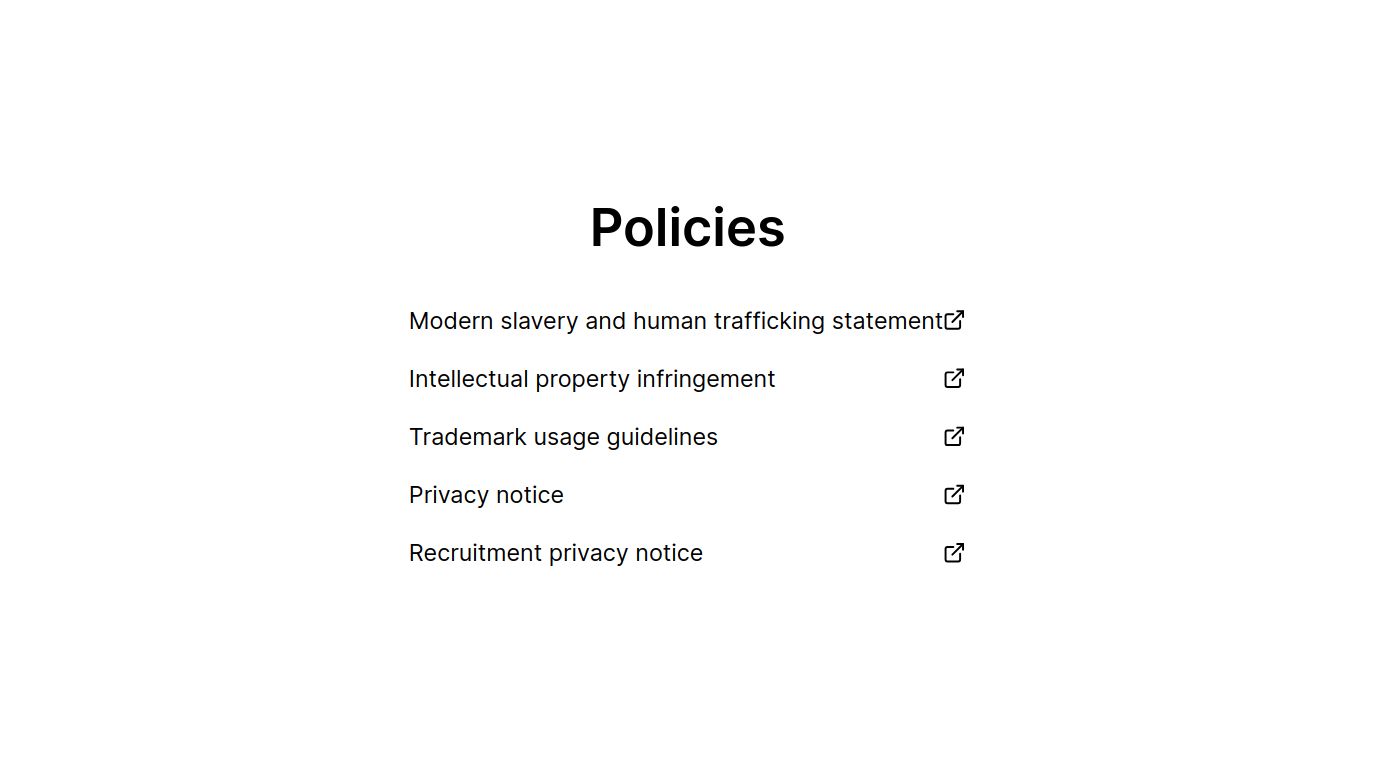 Policies
Modern slavery and human trafficking statement
Intellectual property infringement
Trademark usage guidelines
Privacy notice
Recruitment privacy notice